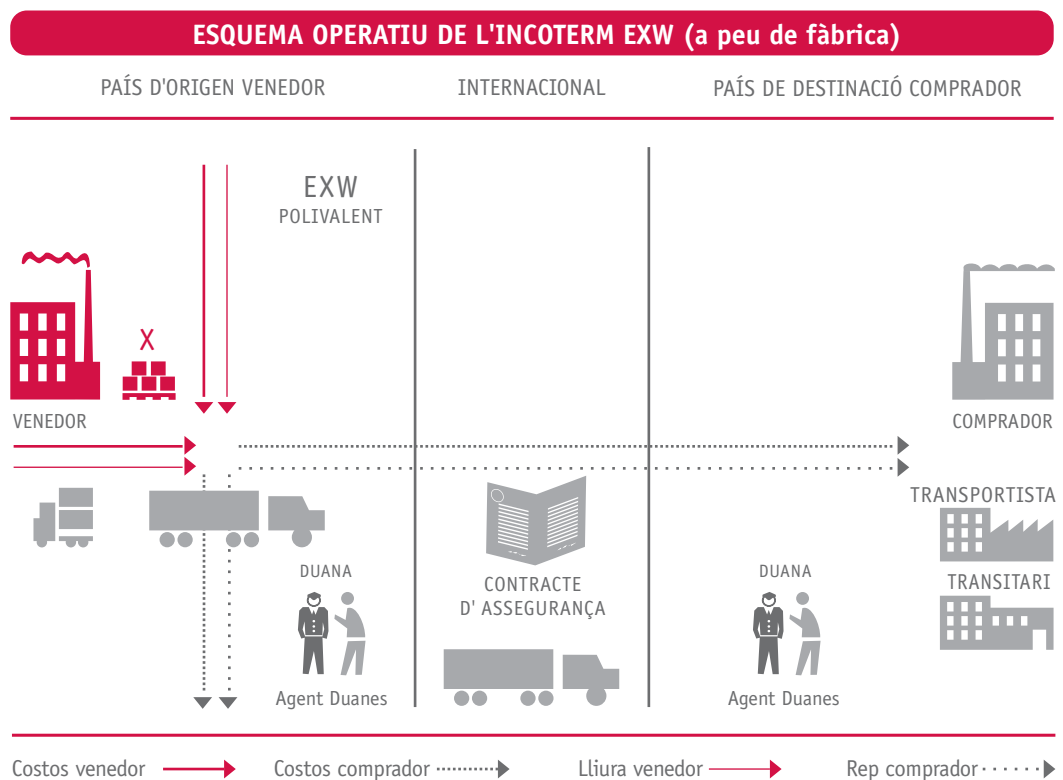 ESQUEMA OPERATIU DE L'INCOTERM EXW (a peu de fàbrica)
PAÍS D'ORIGEN VENEDOR
INTERNACIONAL
PAÍS DE DESTINACIÓ COMPRADOR
EXW
POLIVALENT
X
VENEDOR
COMPRADOR
TRANSPORTISTA
DUANA
CONTRACTE
D' ASSEGURANÇA
DUANA
TRANSITARI
Agent Duanes
Agent Duanes
Costos venedor
Costos comprador
Lliura venedor
Rep comprador